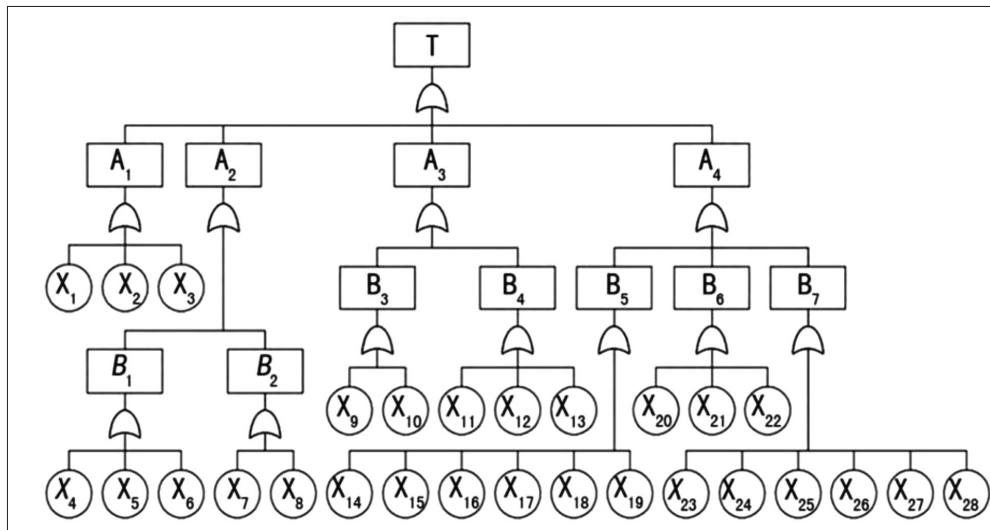 T
A₁ A₂ A₃ A₄
X₁ X₂ X₃ B₃ B₄ B₅ B₆ B₇
B₁ B₂
X₉ X₁₀ X₁₁ X₁₂ X₁₃ X₂₀ X₂₁ X₂₂
X₄ X₅ X₆ X₇ X₈ X₁₄ X₁₅ X₁₆ X₁₇ X₁₈ X₁₉ X₂₃ X₂₄ X₂₅ X₂₆ X₂₇ X₂₈